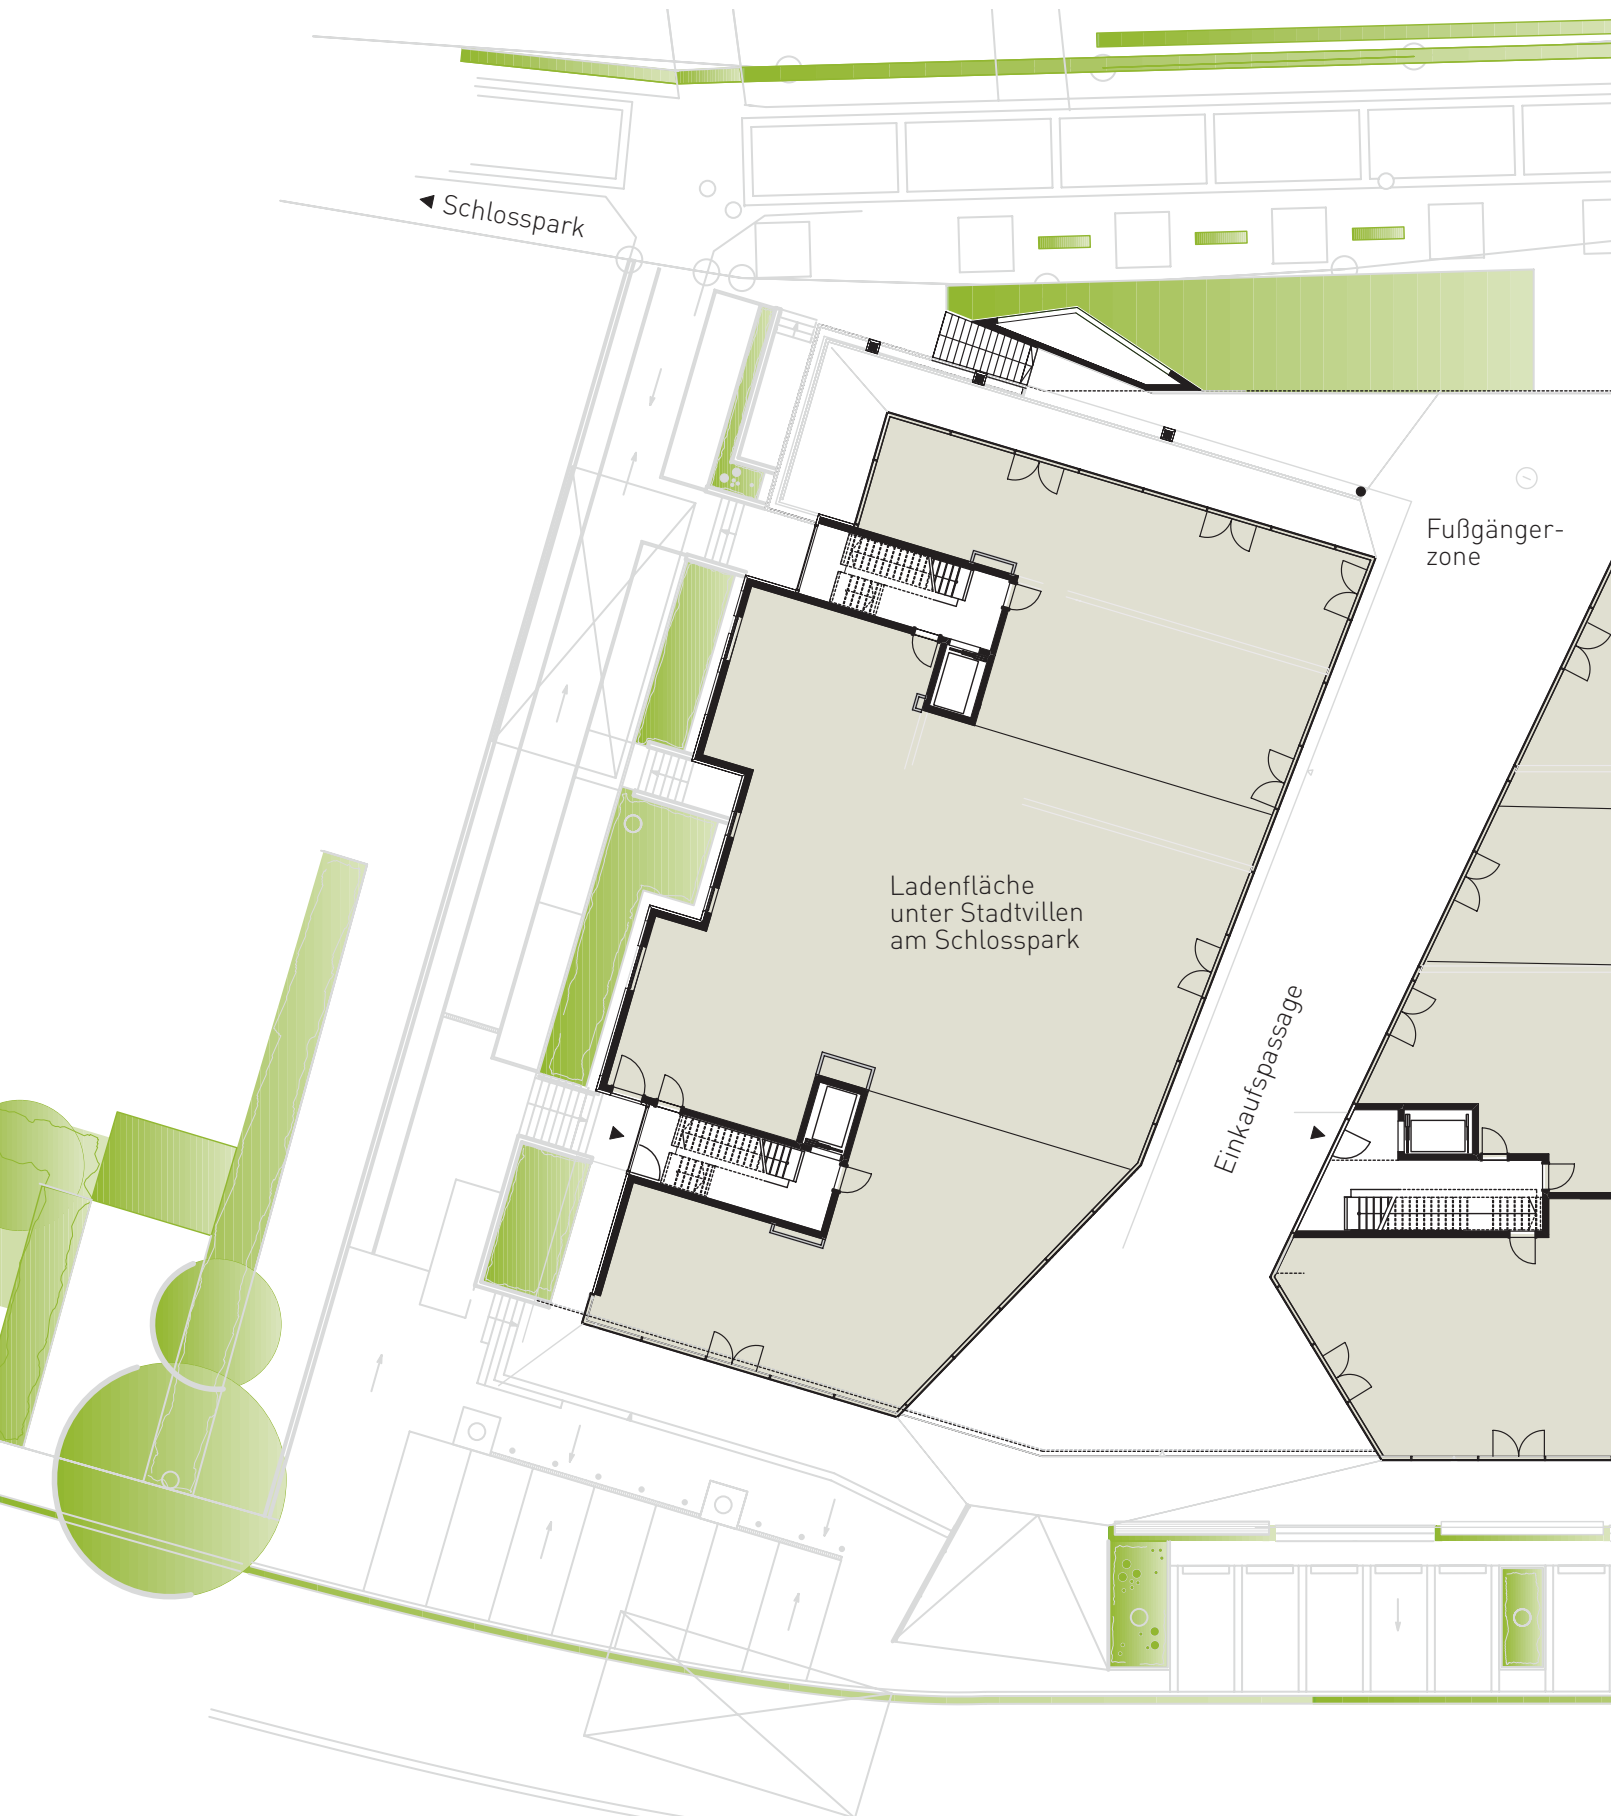 Schlosspark
Fußgänger-
zone
Ladenfläche
unter Stadtvillen
am Schlosspark
Einkaufspassage